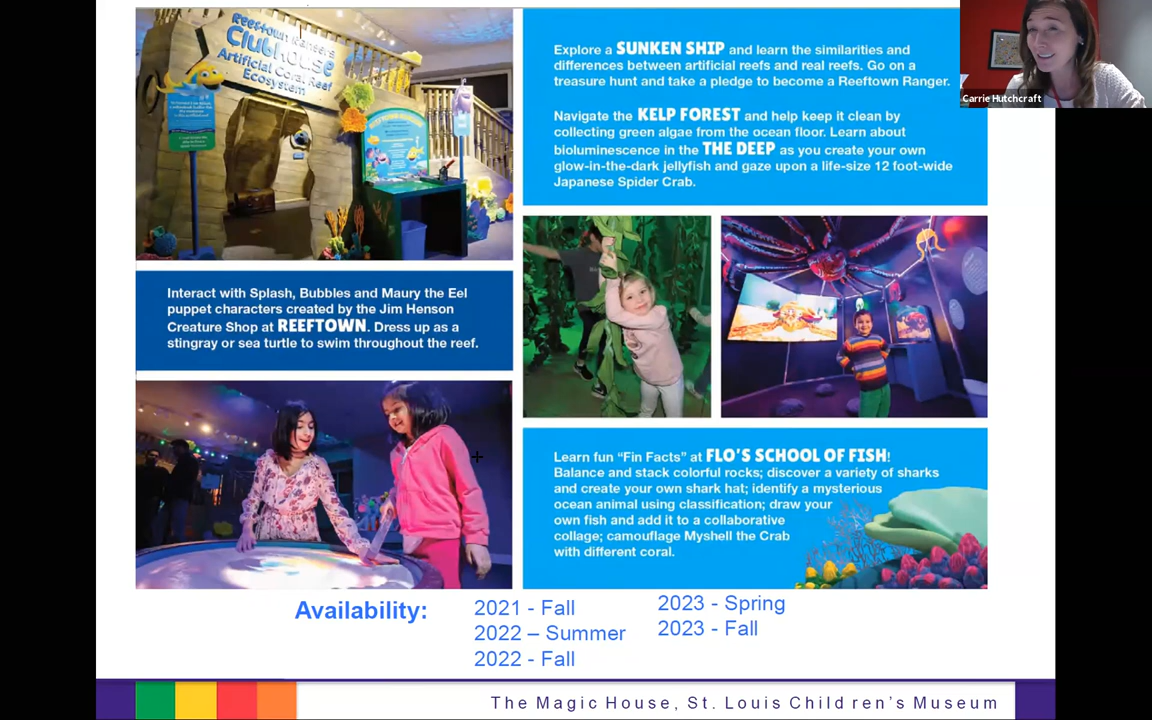 Reeftown Rangers
Clubhouse
Artificial Coral Reef
Ecosystem
Explore a SUNKEN SHIP and learn the similarities and
differences between artificial reefs and real reefs. Go on a
treasure hunt and take a pledge to become a Reeftown Ranger.
Navigate the KELP FOREST and help keep it clean by
collecting green algae from the ocean floor. Learn about
bioluminescence in the THE DEEP as you create your own
glow-in-the-dark jellyfish and gaze upon a life-size 12 foot-wide
Japanese Spider Crab.
Carrie Hutchcraft
Interact with Splash, Bubbles and Maury the Eel
puppet characters created by the Jim Henson
Creature Shop at REEFTOWN. Dress up as a
stingray or sea turtle to swim throughout the reef.
Learn fun “Fin Facts” at FLO’S SCHOOL OF FISH!
Balance and stack colorful rocks; discover a variety of sharks
and create your own shark hat; identify a mysterious
ocean animal using classification; draw your
own fish and add it to a collaborative
collage; camouflage Myshell the Crab
with different coral.
Availability:
2021 - Fall
2022 – Summer
2022 - Fall
2023 - Spring
2023 - Fall
The Magic House, St. Louis Children’s Museum